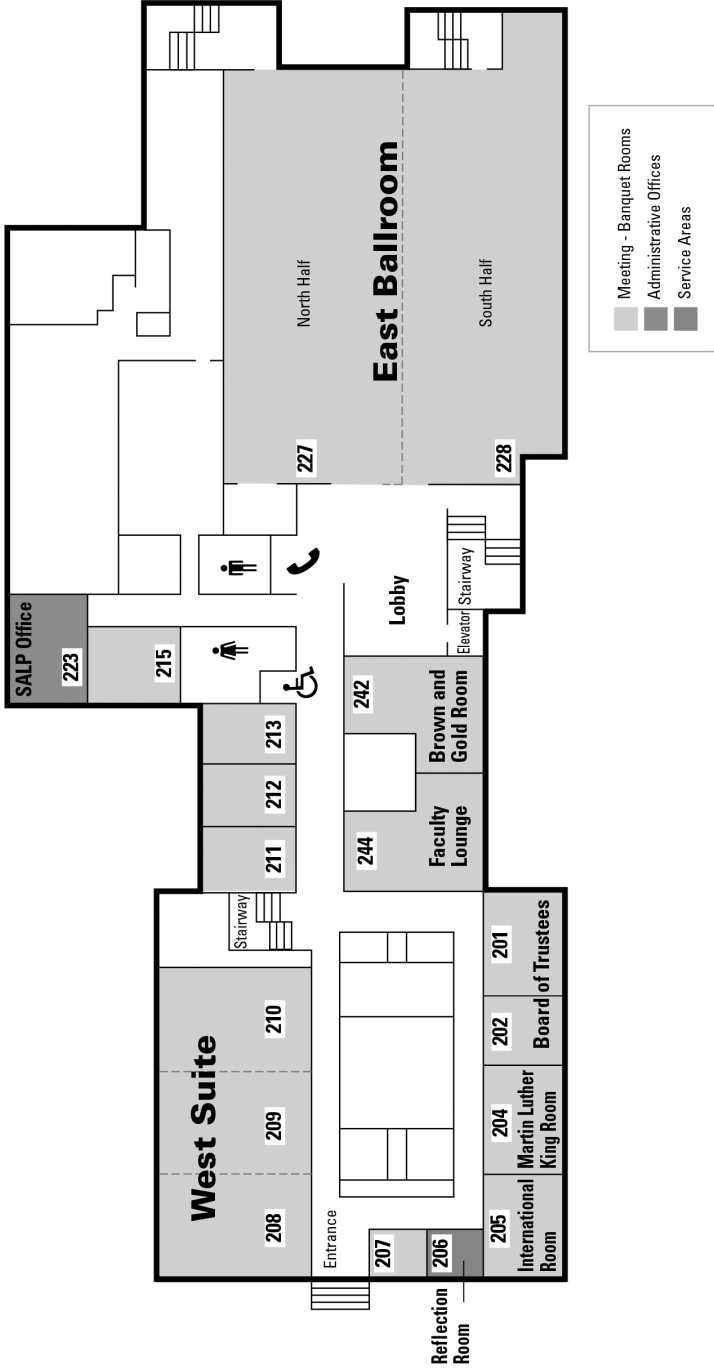 SALP Office
223
215
213
212
211
Stairway
West Suite
208
209
210
Entrance
207
206
Reflection
Room
205
International
Room
204
Martin Luther
King Room
202
201
Board of Trustees
244
Faculty
Lounge
242
Brown and
Gold Room
Elevator
Stairway
Lobby
East Ballroom
227
North Half
228
South Half
Meeting - Banquet Rooms
Administrative Offices
Service Areas